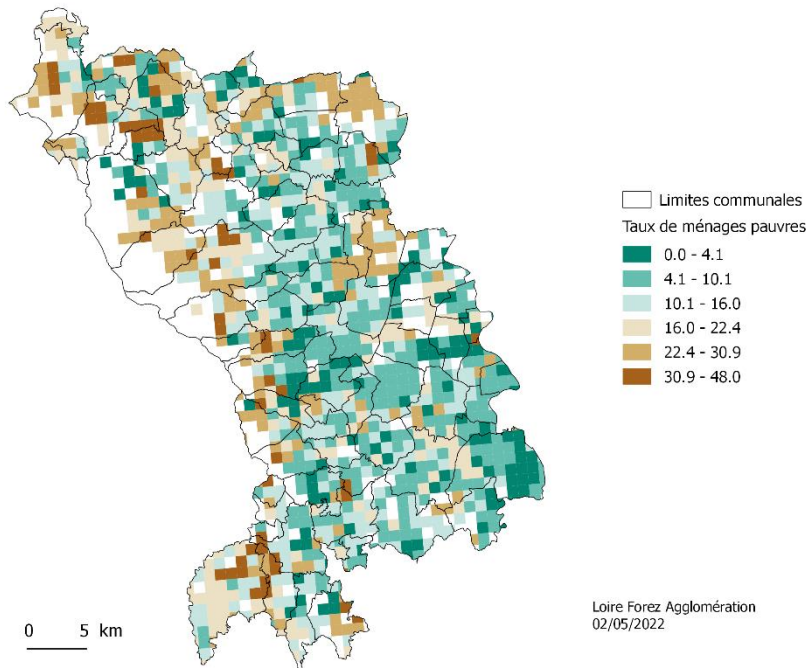 Limites communales
Taux de ménages pauvres
0.0 - 4.1
4.1 - 10.1
10.1 - 16.0
16.0 - 22.4
22.4 - 30.9
30.9 - 48.0
0 5 km
Loire Forez Agglomération
02/05/2022